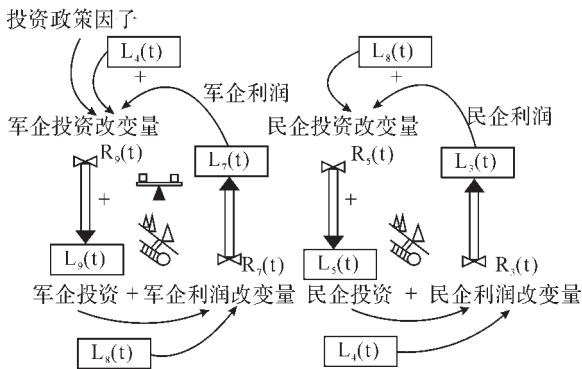 投资政策因子
L₄(t)
+
L₈(t)
+
军企利润
民企利润
军企投资改变量
民企投资改变量
R₉(t)
L₇(t)
R₅(t)
L₃(t)
+
+
L₉(t)
R₇(t)
L₅(t)
R₃(t)
军企投资 + 军企利润改变量
民企投资 + 民企利润改变量
L₈(t)
L₄(t)